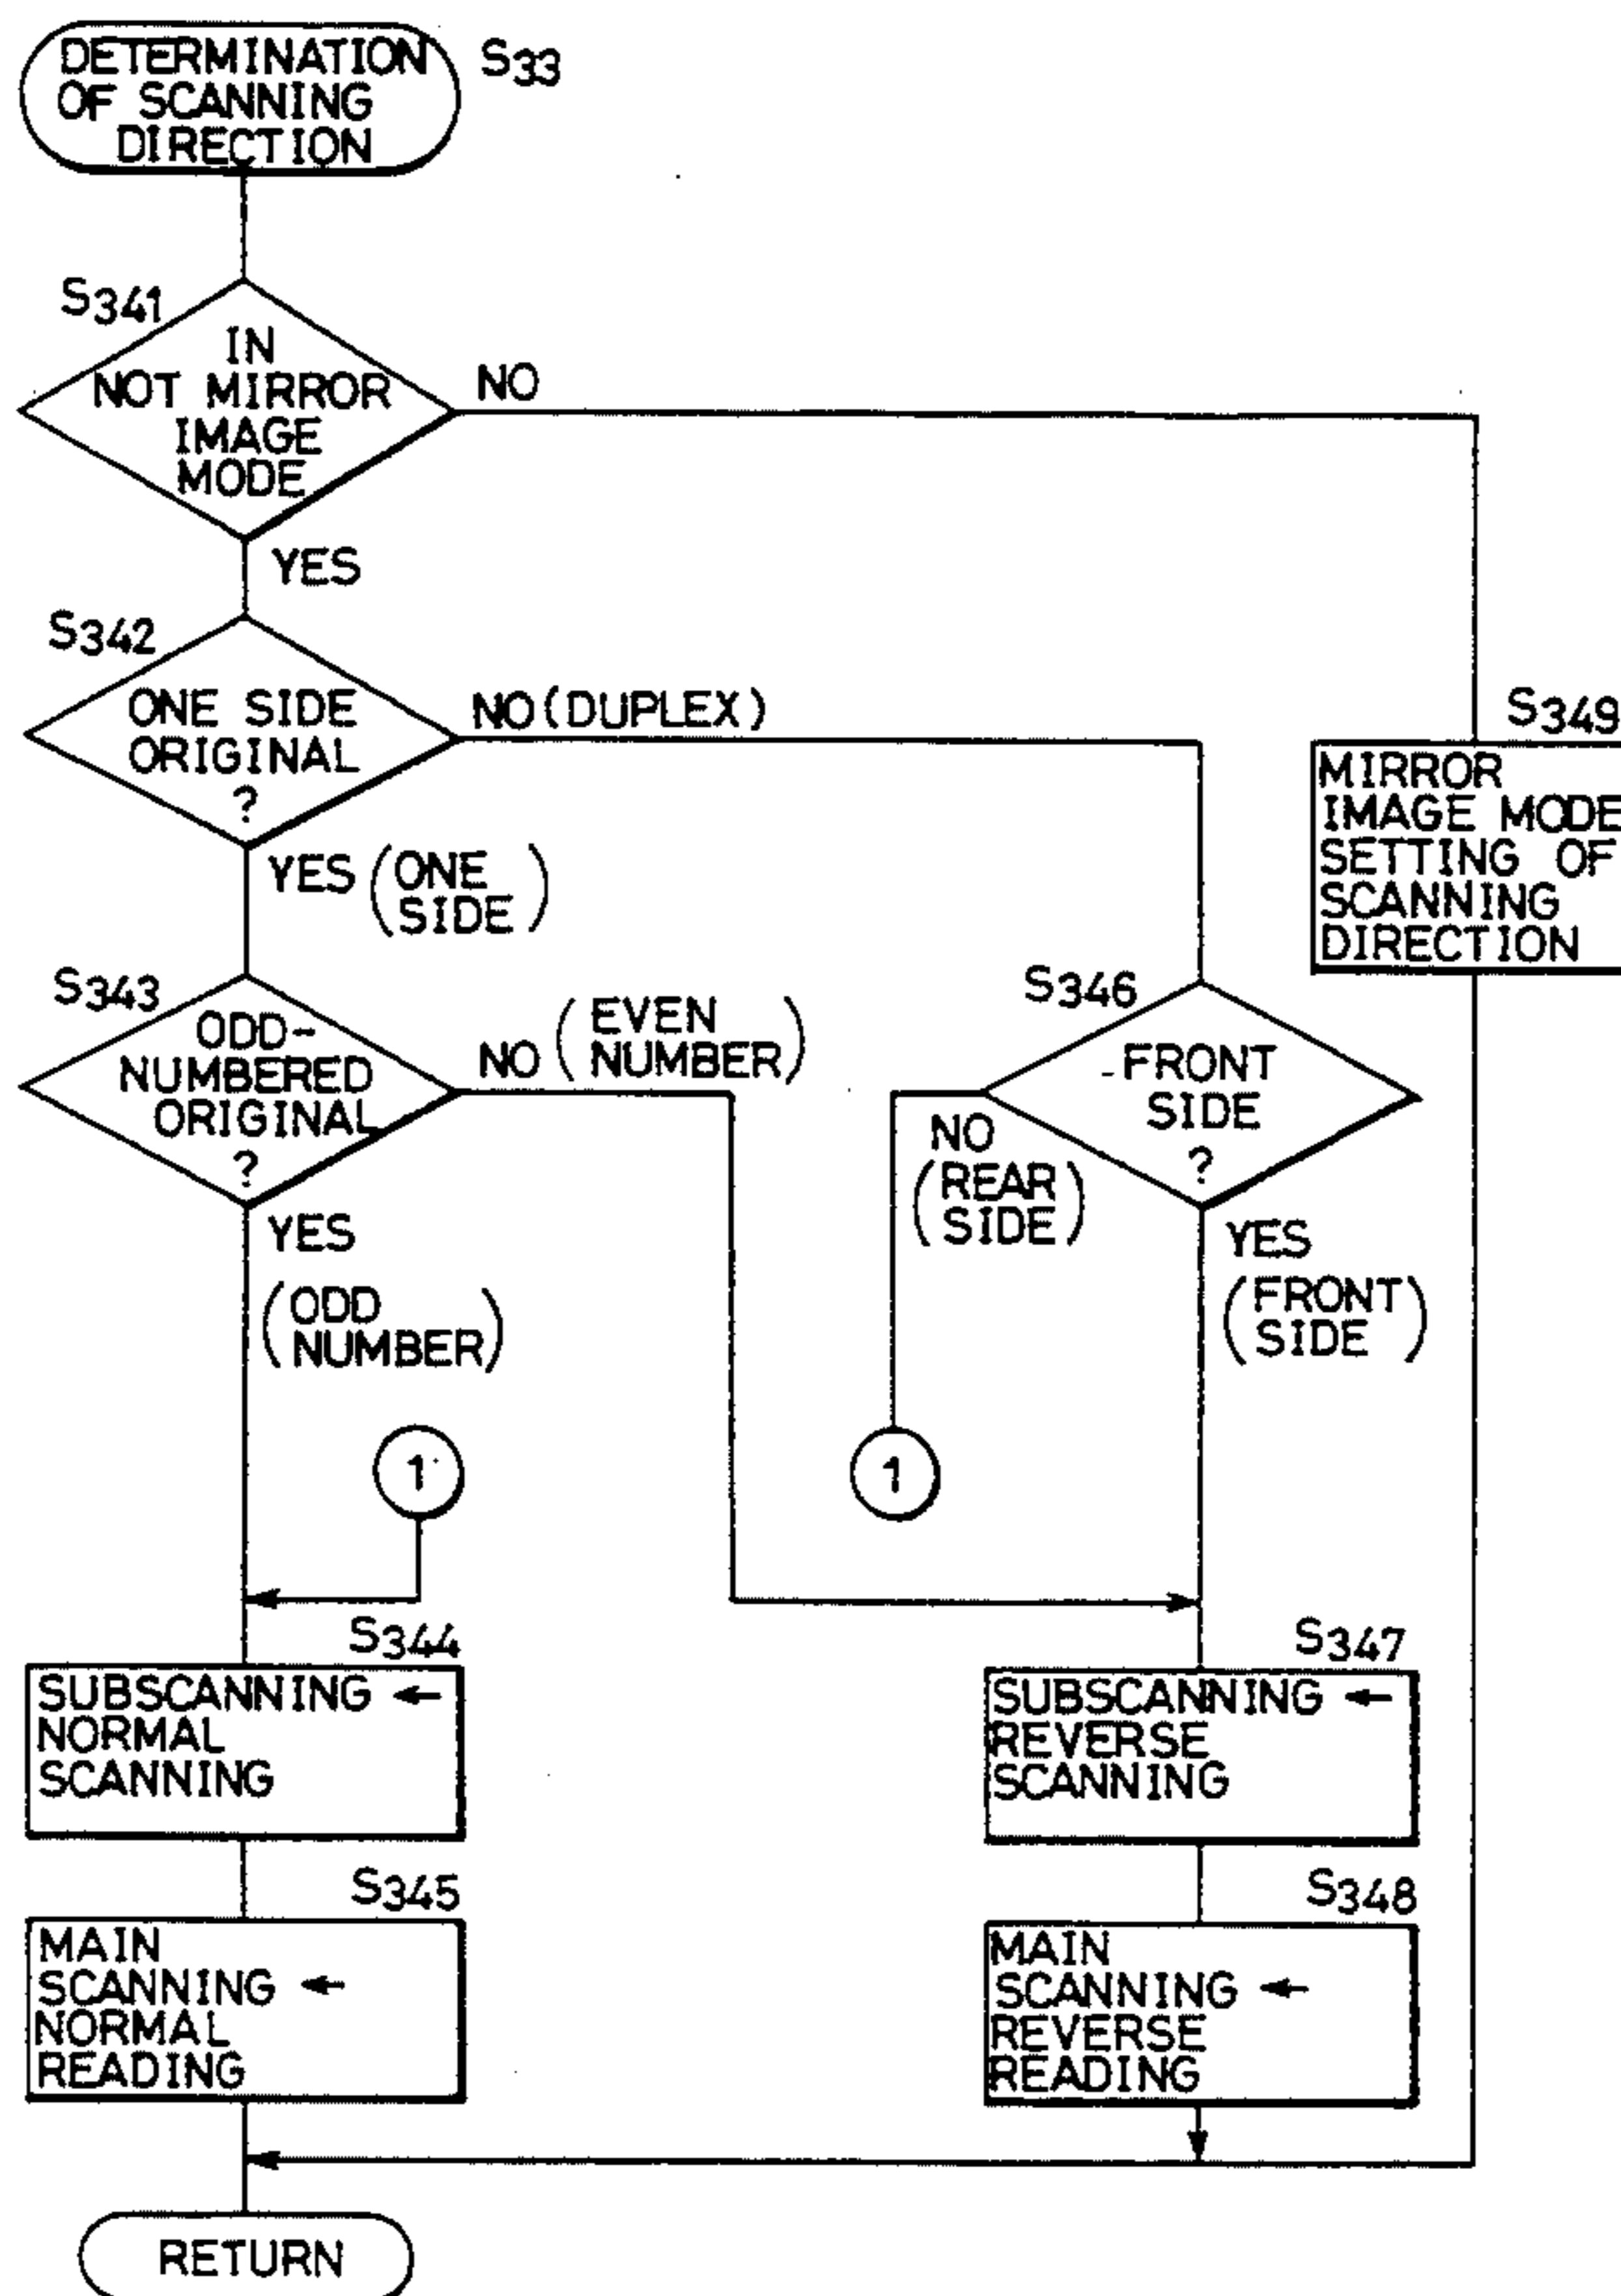 DETERMINATION
OF SCANNING
DIRECTION
S33
S341
IN
NOT MIRROR
IMAGE
MODE
NO
YES
S342
ONE SIDE
ORIGINAL
?
NO (DUPLEX)
YES (ONE
SIDE)
S349
MIRROR
IMAGE MODE
SETTING OF
SCANNING
DIRECTION
S343
ODD-
NUMBERED
ORIGINAL
?
NO (EVEN
NUMBER)
YES
(ODD
NUMBER)
S346
FRONT
SIDE
?
NO
(REAR
SIDE)
YES
(FRONT
SIDE)
1
1
S344
SUBSCANNING ←
NORMAL
SCANNING
S347
SUBSCANNING ←
REVERSE
SCANNING
S345
MAIN
SCANNING ←
NORMAL
READING
S348
MAIN
SCANNING ←
REVERSE
READING
RETURN